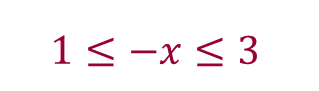 1 ≤ −x ≤ 3